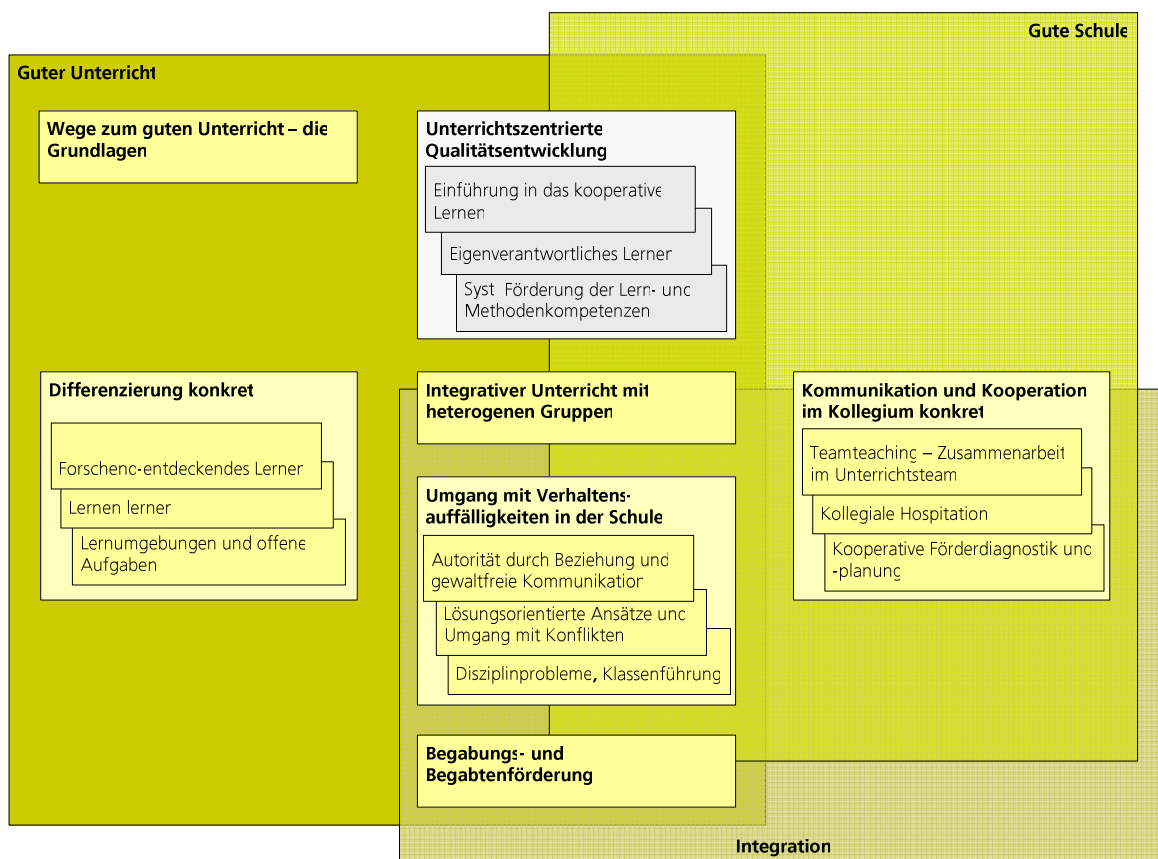 Gute Schule
Guter Unterricht
Wege zum guten Unterricht – die
Grundlagen
Unterrichtszentrierte
Qualitätsentwicklung
Einführung in das kooperative
Lernen
Eigenverantwortliches Lernen
Syst Förderung der Lern- und
Methodenkompetenzen
Differenzierung konkret
Forschend-entdeckendes Lernen
Lernen lernen
Lernumgebungen und offene
Aufgaben
Integrativer Unterricht mit
heterogenen Gruppen
Umgang mit Verhaltens-
auffälligkeiten in der Schule
Autorität durch Beziehung und
gewaltfreie Kommunikation
Lösungsorientierte Ansätze und
Umgang mit Konflikten
Disziplinprobleme, Klassenführung
Begabungs- und
Begabtenförderung
Kommunikation und Kooperation
im Kollegium konkret
Teamteaching – Zusammenarbeit
im Unterrichtsteam
Kollegiale Hospitation
Kooperative Förderdiagnostik und
-planung
Integration